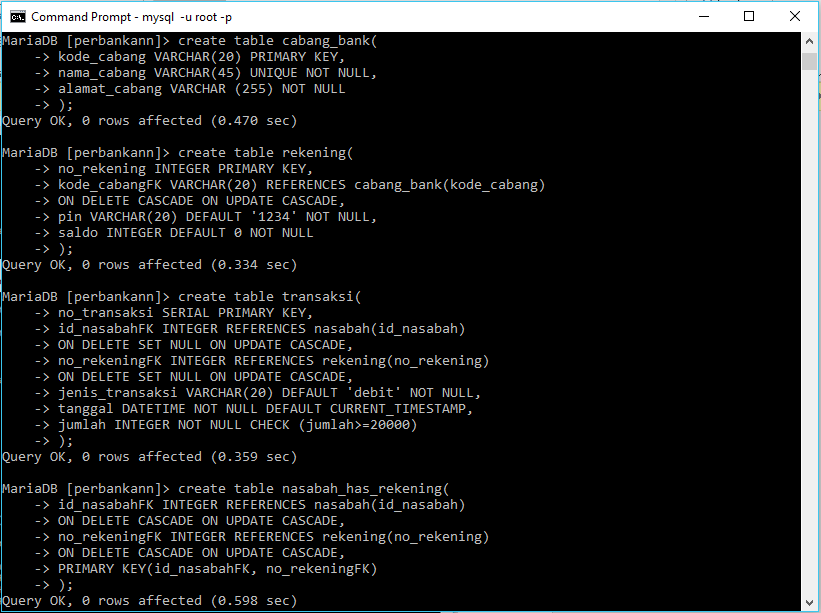 Command Prompt - mysql -u root -p
MariaDB [perbankann]> create table cabang_bank(
    -> kode_cabang VARCHAR(20) PRIMARY KEY,
    -> nama_cabang VARCHAR(45) UNIQUE NOT NULL,
    -> alamat_cabang VARCHAR (255) NOT NULL
    -> );
Query OK, 0 rows affected (0.470 sec)

MariaDB [perbankann]> create table rekening(
    -> no_rekening INTEGER PRIMARY KEY,
    -> kode_cabangFK VARCHAR(20) REFERENCES cabang_bank(kode_cabang)
    -> ON DELETE CASCADE ON UPDATE CASCADE,
    -> pin VARCHAR(20) DEFAULT '1234' NOT NULL,
    -> saldo INTEGER DEFAULT 0 NOT NULL
    -> );
Query OK, 0 rows affected (0.334 sec)

MariaDB [perbankann]> create table transaksi(
    -> no_transaksi SERIAL PRIMARY KEY,
    -> id_nasabahFK INTEGER REFERENCES nasabah(id_nasabah)
    -> ON DELETE SET NULL ON UPDATE CASCADE,
    -> no_rekeningFK INTEGER REFERENCES rekening(no_rekening)
    -> ON DELETE SET NULL ON UPDATE CASCADE,
    -> jenis_transaksi VARCHAR(20) DEFAULT 'debit' NOT NULL,
    -> tanggal DATETIME NOT NULL DEFAULT CURRENT_TIMESTAMP,
    -> jumlah INTEGER NOT NULL CHECK (jumlah>=20000)
    -> );
Query OK, 0 rows affected (0.359 sec)

MariaDB [perbankann]> create table nasabah_has_rekening(
    -> id_nasabahFK INTEGER REFERENCES nasabah(id_nasabah)
    -> ON DELETE CASCADE ON UPDATE CASCADE,
    -> no_rekeningFK INTEGER REFERENCES rekening(no_rekening)
    -> ON DELETE CASCADE ON UPDATE CASCADE,
    -> PRIMARY KEY(id_nasabahFK, no_rekeningFK)
    -> );
Query OK, 0 rows affected (0.598 sec)